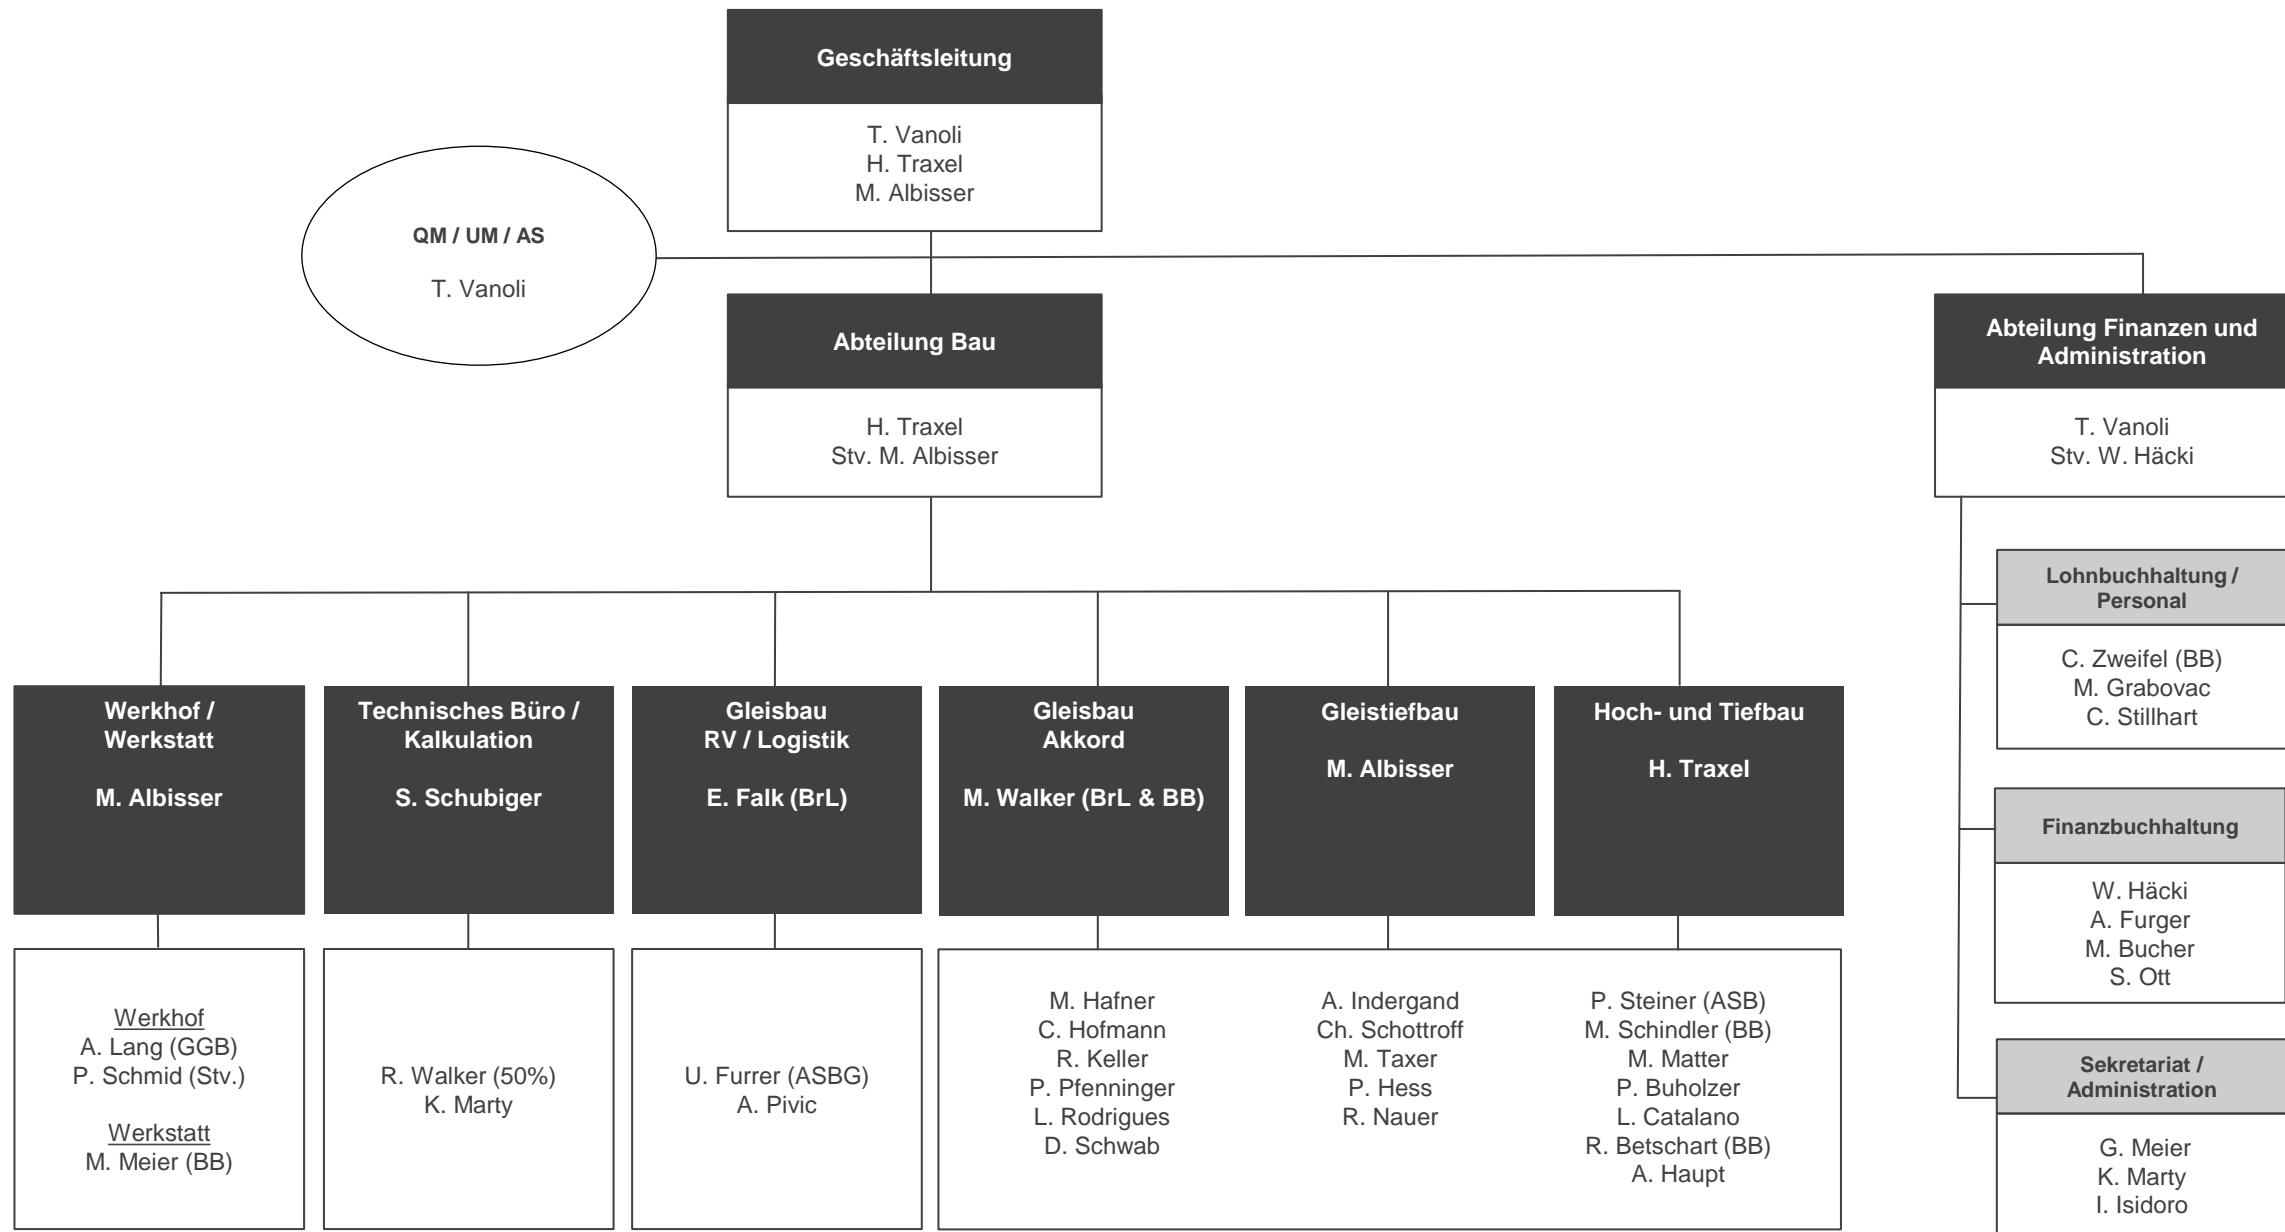 Geschäftsleitung
T. Vanoli
H. Traxel
M. Albisser
QM / UM / AS
T. Vanoli
Abteilung Bau
H. Traxel
Stv. M. Albisser
Abteilung Finanzen und
Administration
T. Vanoli
Stv. W. Häcki
Werkhof /
Werkstatt
M. Albisser
Werkhof
A. Lang (GGB)
P. Schmid (Stv.)
Werkstatt
M. Meier (BB)
Technisches Büro /
Kalkulation
S. Schubiger
R. Walker (50%)
K. Marty
Gleisbau
RV / Logistik
E. Falk (BrL)
U. Furrer (ASBG)
A. Pivic
Gleisbau
Akkord
M. Walker (BrL & BB)
M. Hafner
C. Hofmann
R. Keller
P. Pfenninger
L. Rodrigues
D. Schwab
Gleistiefbau
M. Albisser
A. Indergand
Ch. Schottroff
M. Taxer
P. Hess
R. Nauer
Hoch- und Tiefbau
H. Traxel
P. Steiner (ASB)
M. Schindler (BB)
M. Matter
P. Buholzer
L. Catalano
R. Betschart (BB)
A. Haupt
Lohnbuchhaltung /
Personal
C. Zweifel (BB)
M. Grabovac
C. Stillhart
Finanzbuchhaltung
W. Häcki
A. Furger
M. Bucher
S. Ott
Sekretariat /
Administration
G. Meier
K. Marty
I. Isidoro